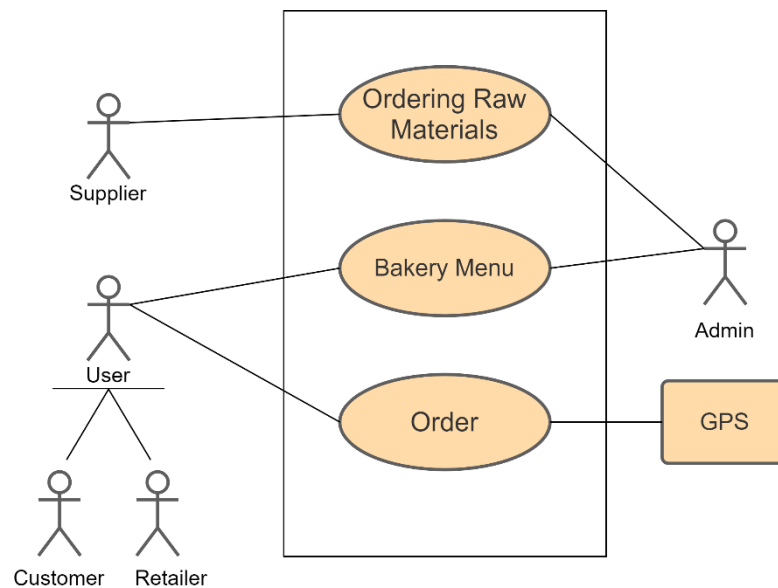 Ordering Raw
Materials
Supplier
Bakery Menu
Admin
User
Order
GPS
Customer
Retailer